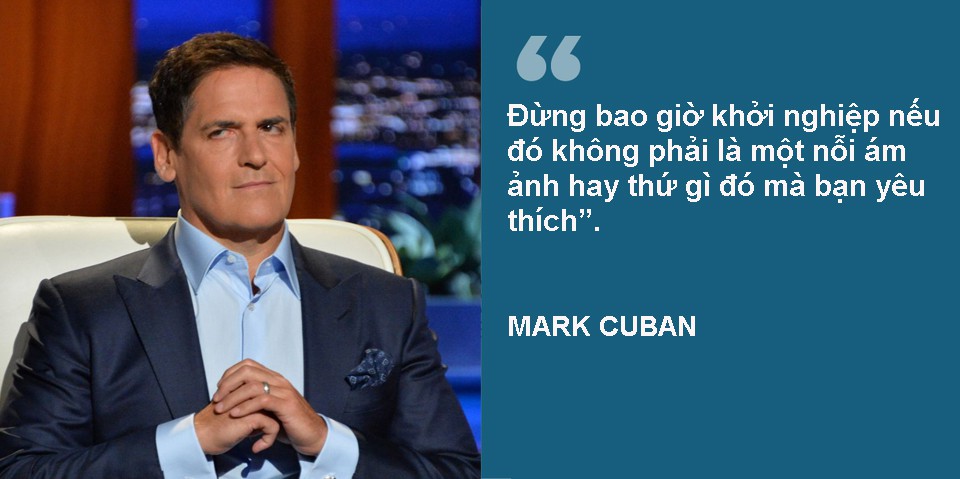 “
Đừng bao giờ khởi nghiệp nếu
đó không phải là một nỗi ám
ảnh hay thứ gì đó mà bạn yêu
thích”.
MARK CUBAN